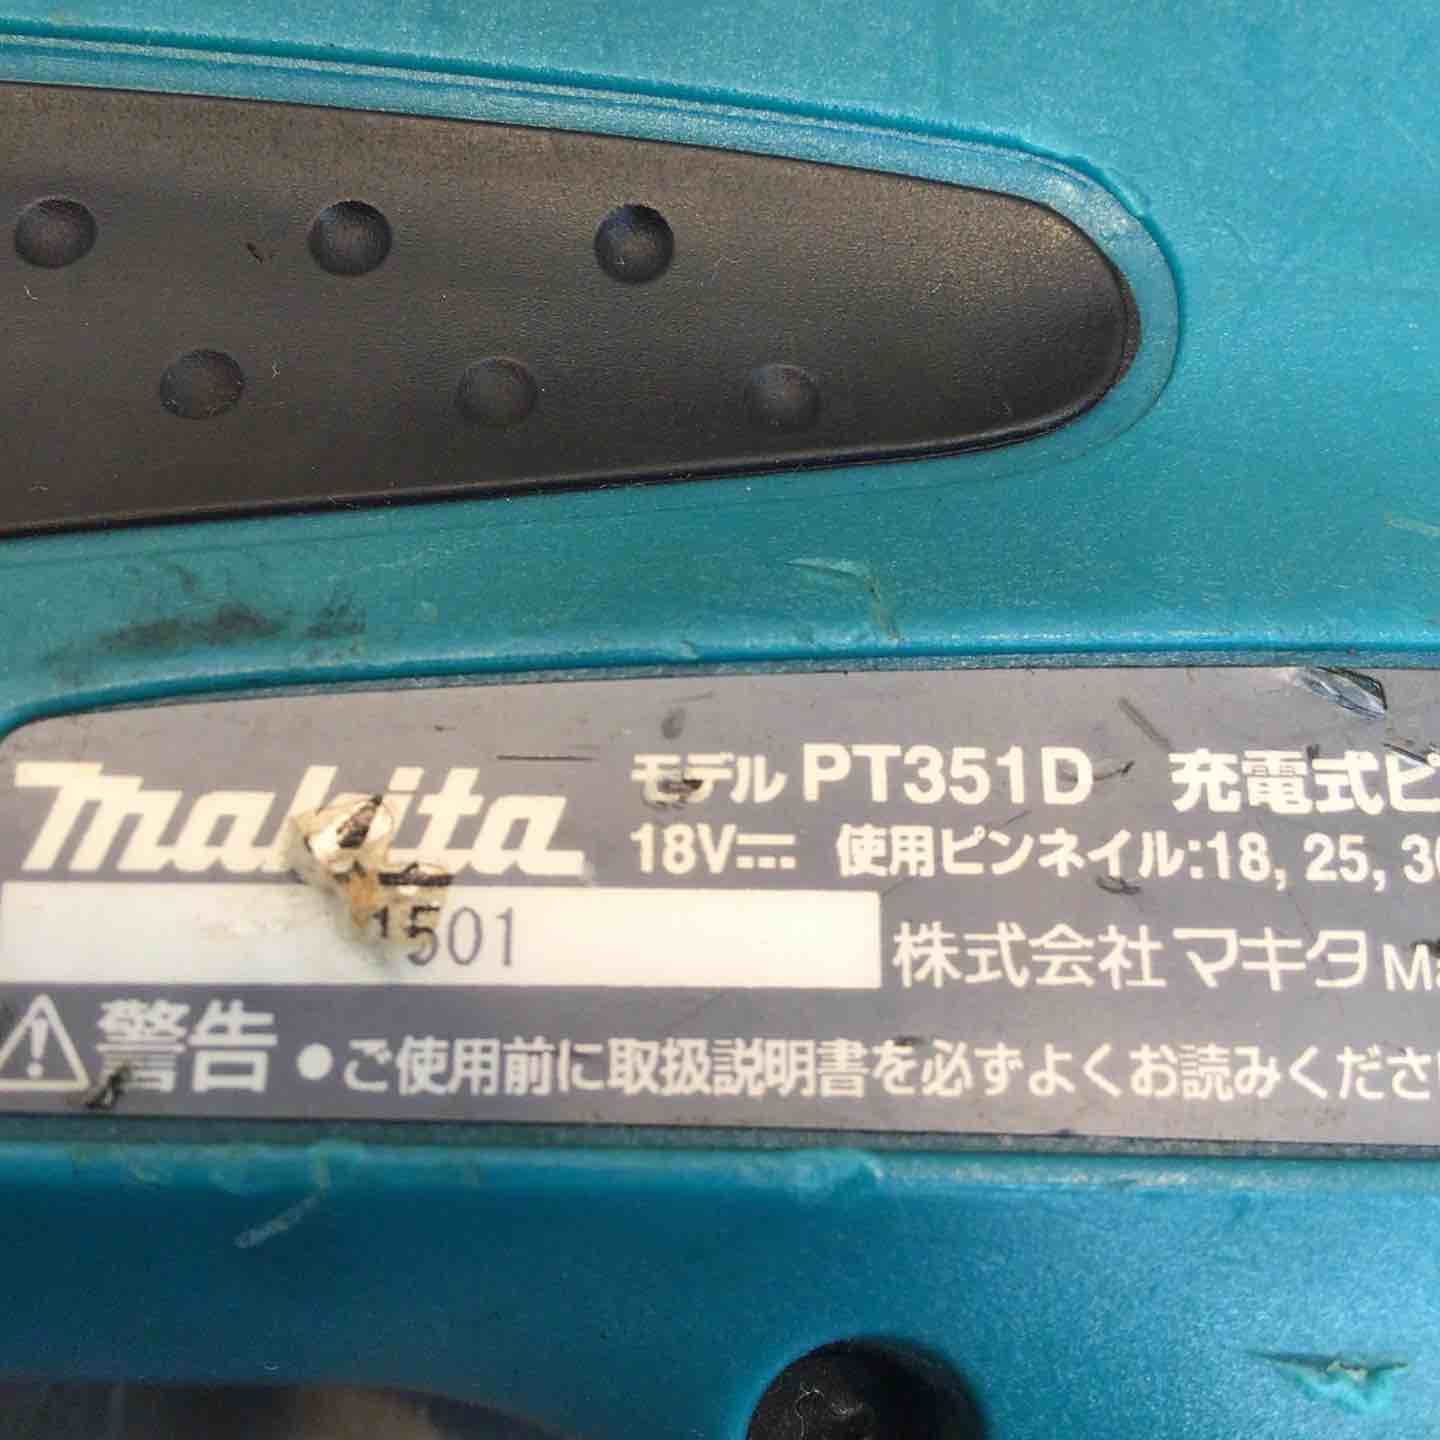 makita
モデル PT351D 充電式ピ
18V 使用ピンネイル:18, 25, 30
1501
株式会社マキタ Ma
警告 ●ご使用前に取扱説明書を必ずよくお読みくださ